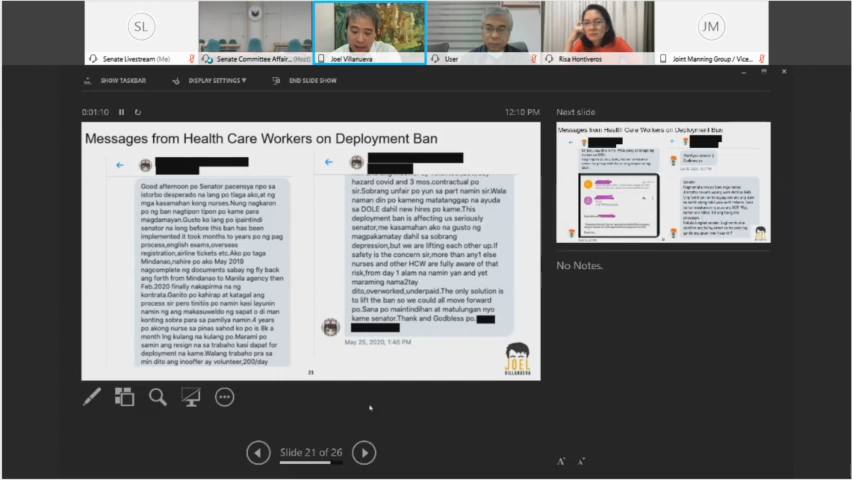 SL
JM
Senate Livestream (Me)
Senate Committee Affair... (Host)
Joel Villanueva
User
Risa Hontiveros
Joint Manning Group / Vice...
SHOW TASKBAR
DISPLAY SETTINGS
END SLIDE SHOW
0:01:10
12:10 PM
Messages from Health Care Workers on Deployment Ban
Good afternoon po Senator pacensya npo sa
istorbo desperado na lang po tlaga ako,at ng
mga kasamahan kong nurses.Nung nagkaron
po ng ban nagtipon tipon po kame para
magdamayan.Gusto ko lang po ipaintindi
senator na long before this ban has been
implemented it took months to years po ng pag
process,english exams,overseas
registration,airline tickets etc.Ako po taga
Mindanao,nahire po ako May 2019
nagcomplete ng documents sabay ng fly back
ang forth from Mindanao to Manila agency then
Feb.2020 finally nakapirma na ng
kontrata.Ganito po kahirap at katagal ang
process sir pero tinitiis po namin kasi layunin
namin ng ang makasuweldo ng sapat o di man
konting sobra para sa pamilya namin.4 years
po akong nurse sa pinas sahod ko po is 8k a
month lng kulang na kulang po.Marami po
samin ang resign na sa trabaho kasi dapat for
deployment na kame.Walang trabaho pra sa
min dito ang inooffer ay volunteer,200/day
hazard covid and 3 mos.contractual po
sir.Sobrang unfair po yun sa part namin sir.Wala
naman din po kameng matatanggap na ayuda
sa DOLE dahil new hires po kame.This
deployment ban is affecting us seriously
senator,me kasamahan ako na gusto ng
magpakamatay dahil sa sobrang
depression,but we are lifting each other up.If
safety is the concern sir,more than any1 else
nurses and other HCW are fully aware of that
risk,from day 1 alam na namin yan and yet
maraming nama2tay
dito,overworked,underpaid.The only solution is
to lift the ban so we could all move forward
po.Sana po maintindihan at matulungan nyo
kame senator.Thank and Godbless po.
May 25, 2020, 1:46 PM
21
JOEL
VILLANUEVA
Next slide
Messages from Health Care Workers on Deployment Ban
No Notes.
Slide 21 of 26
A
A